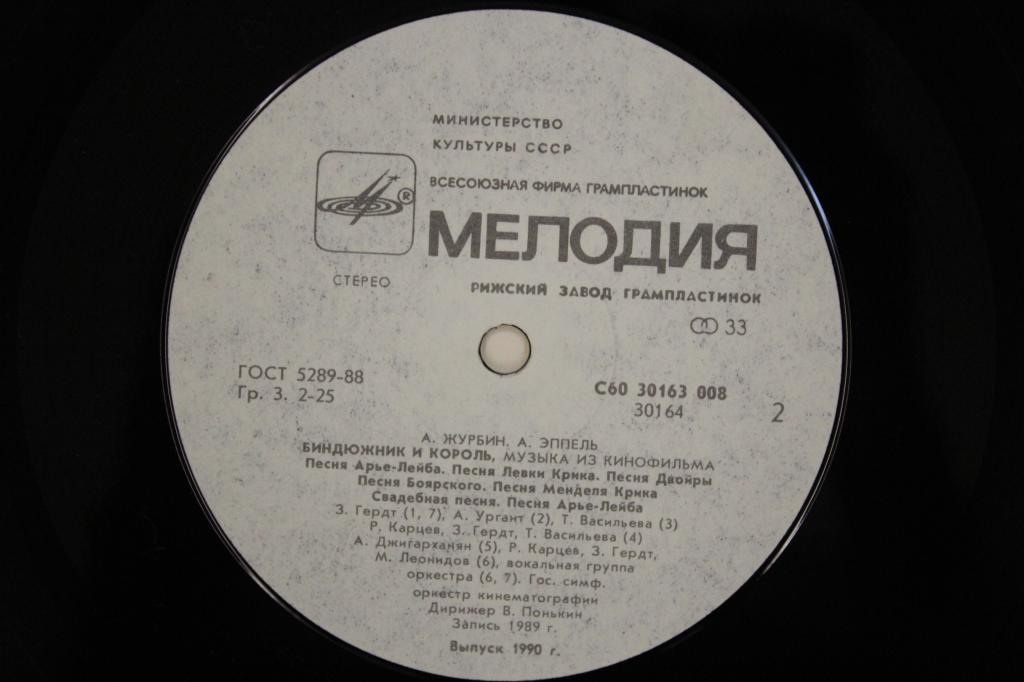 МИНИСТЕРСТВО
КУЛЬТУРЫ СССР
ВСЕСОЮЗНАЯ ФИРМА ГРАМПЛАСТИНОК
®
МЕЛОДИЯ
СТЕРЕО
РИЖСКИЙ ЗАВОД ГРАМПЛАСТИНОК
33
ГОСТ 5289-88
Гр. 3. 2-25
С60 30163 008
30164
2
А. ЖУРБИН, А. ЭППЕЛЬ
БИНДЮЖНИК И КОРОЛЬ, МУЗЫКА ИЗ КИНОФИЛЬМА
Песня Арье-Лейба. Песня Левки Крика. Песня Двойры
Песня Боярского. Песня Менделя Крика
Свадебная песня. Песня Арье-Лейба
З. Гердт (1, 7), А. Ургант (2), Т. Васильева (3)
Р. Карцев, З. Гердт, Т. Васильева (4)
А. Джигарханян (5), Р. Карцев, З. Гердт,
М. Леонидов (6), вокальная группа
оркестра (6, 7). Гос. симф.
оркестр кинематографии
Дирижер В. Понькин
Запись 1989 г.
Выпуск 1990 г.